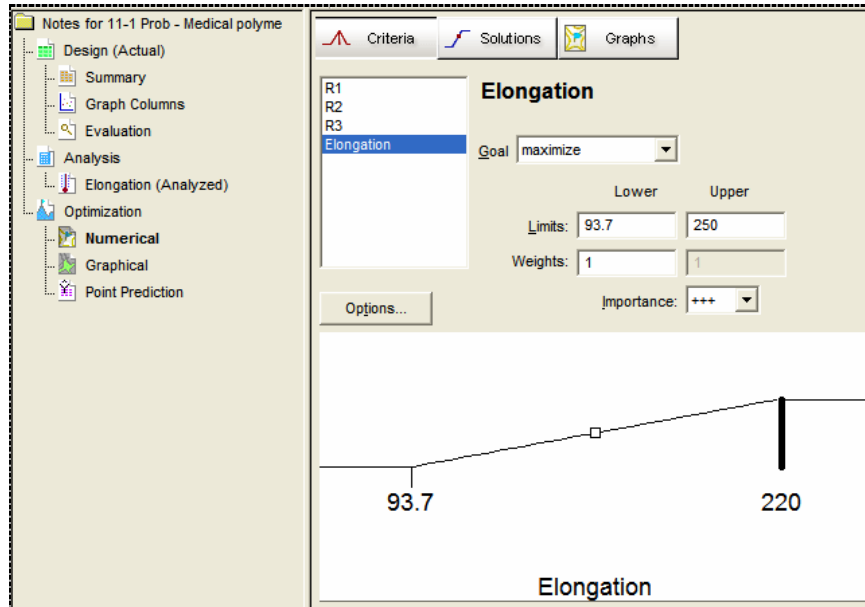 Notes for 11-1 Prob - Medical polyme
Design (Actual)
Summary
Graph Columns
Evaluation
Analysis
Elongation (Analyzed)
Optimization
Numerical
Graphical
Point Prediction
Criteria Solutions Graphs
R1
R2
R3
Elongation
Elongation
Goal maximize
Lower Upper
Limits: 93.7 250
Weights: 1 1
Importance: +++
Options...
93.7 220
Elongation